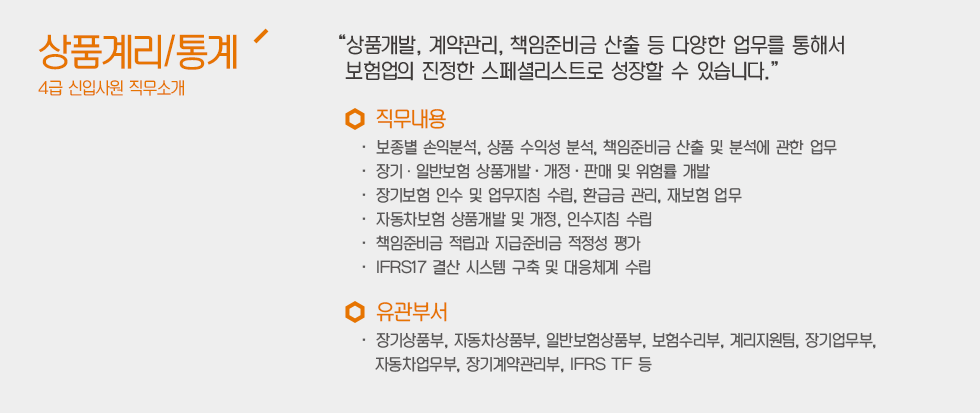 상품계리/통계
4급 신입사원 직무소개
“상품개발, 계약관리, 책임준비금 산출 등 다양한 업무를 통해서
보험업의 진정한 스페셜리스트로 성장할 수 있습니다.”
직무내용
· 보종별 손익분석, 상품 수익성 분석, 책임준비금 산출 및 분석에 관한 업무
· 장기·일반보험 상품개발·개정·판매 및 위험률 개발
· 장기보험 인수 및 업무지침 수립, 환급금 관리, 재보험 업무
· 자동차보험 상품개발 및 개정, 인수지침 수립
· 책임준비금 적립과 지급준비금 적정성 평가
· IFRS17 결산 시스템 구축 및 대응체계 수립
유관부서
· 장기상품부, 자동차상품부, 일반보험상품부, 보험수리부, 계리지원팀, 장기업무부,
자동차업무부, 장기계약관리부, IFRS TF 등